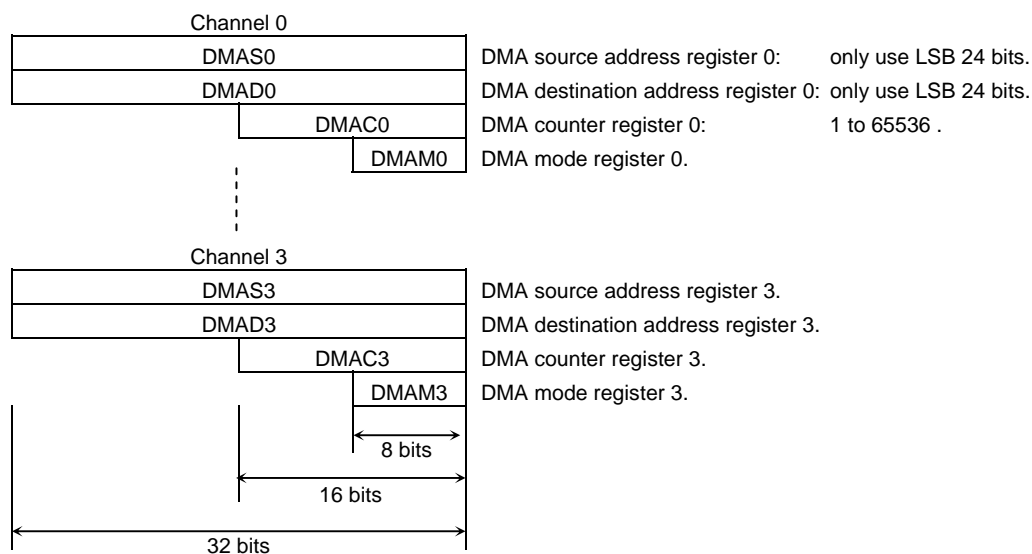 Channel 0
DMAS0 DMA source address register 0: only use LSB 24 bits.
DMAD0 DMA destination address register 0: only use LSB 24 bits.
DMAC0 DMA counter register 0: 1 to 65536 .
DMAM0 DMA mode register 0.
Channel 3
DMAS3 DMA source address register 3.
DMAD3 DMA destination address register 3.
DMAC3 DMA counter register 3.
DMAM3 DMA mode register 3.
8 bits
16 bits
32 bits